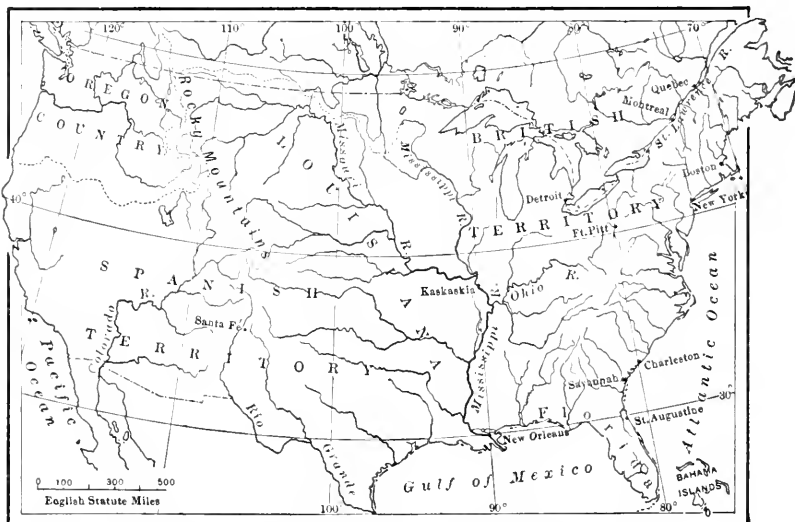 120°
110°
100°
90°
80°
70°
OREGON
COUNTRY
Rocky Mountains
Missouri R.
LOUISIANA
Mississippi R.
BRITISH
TERRITORY
Quebec
Montreal
St. Lawrence R.
Boston
New York
Detroit
Ft. Pitt
40°
SPANISH
TERRITORY
Colorado R.
Santa Fé
Kaskaskia
Ohio R.
Mississippi R.
Pacific Ocean
Atlantic Ocean
Charleston
Savannah
30°
St. Augustine
Florida
New Orleans
Rio Grande
Gulf of Mexico
BAHAMA
ISLANDS
0 100 300 500
English Statute Miles
100°
90°
80°